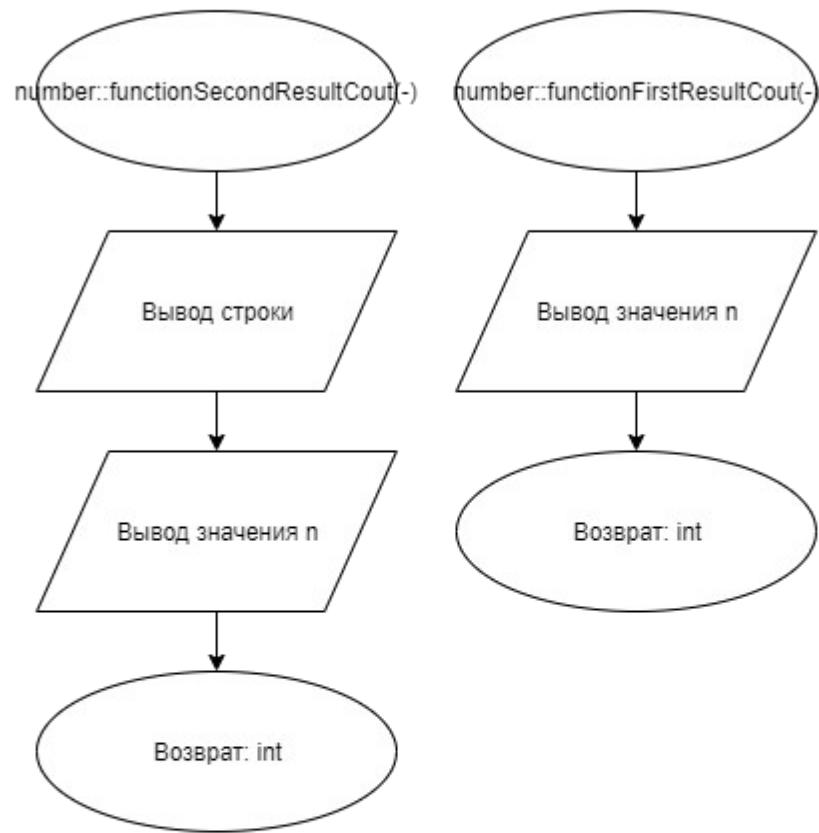 number::functionSecondResultCout(-)
Вывод строки
Вывод значения n
Возврат: int
number::functionFirstResultCout(-)
Вывод значения n
Возврат: int